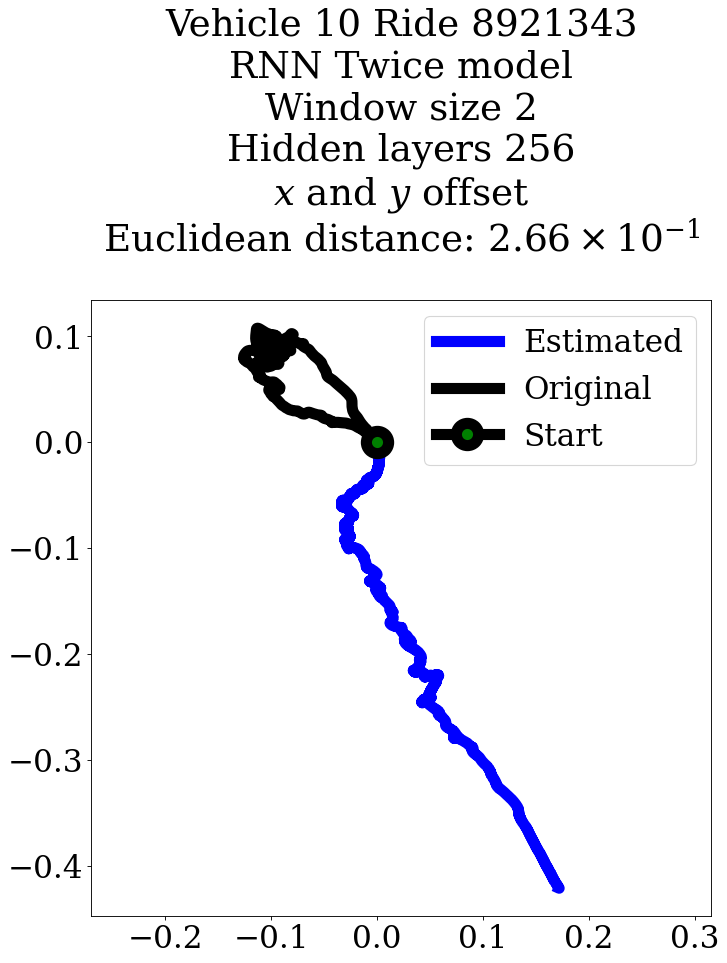 Vehicle 10 Ride 8921343
RNN Twice model
Window size 2
Hidden layers 256
x and y offset
Euclidean distance: 2.66 × 10⁻¹
Estimated
Original
Start
0.1
0.0
−0.1
−0.2
−0.3
−0.4
−0.2
−0.1
0.0
0.1
0.2
0.3